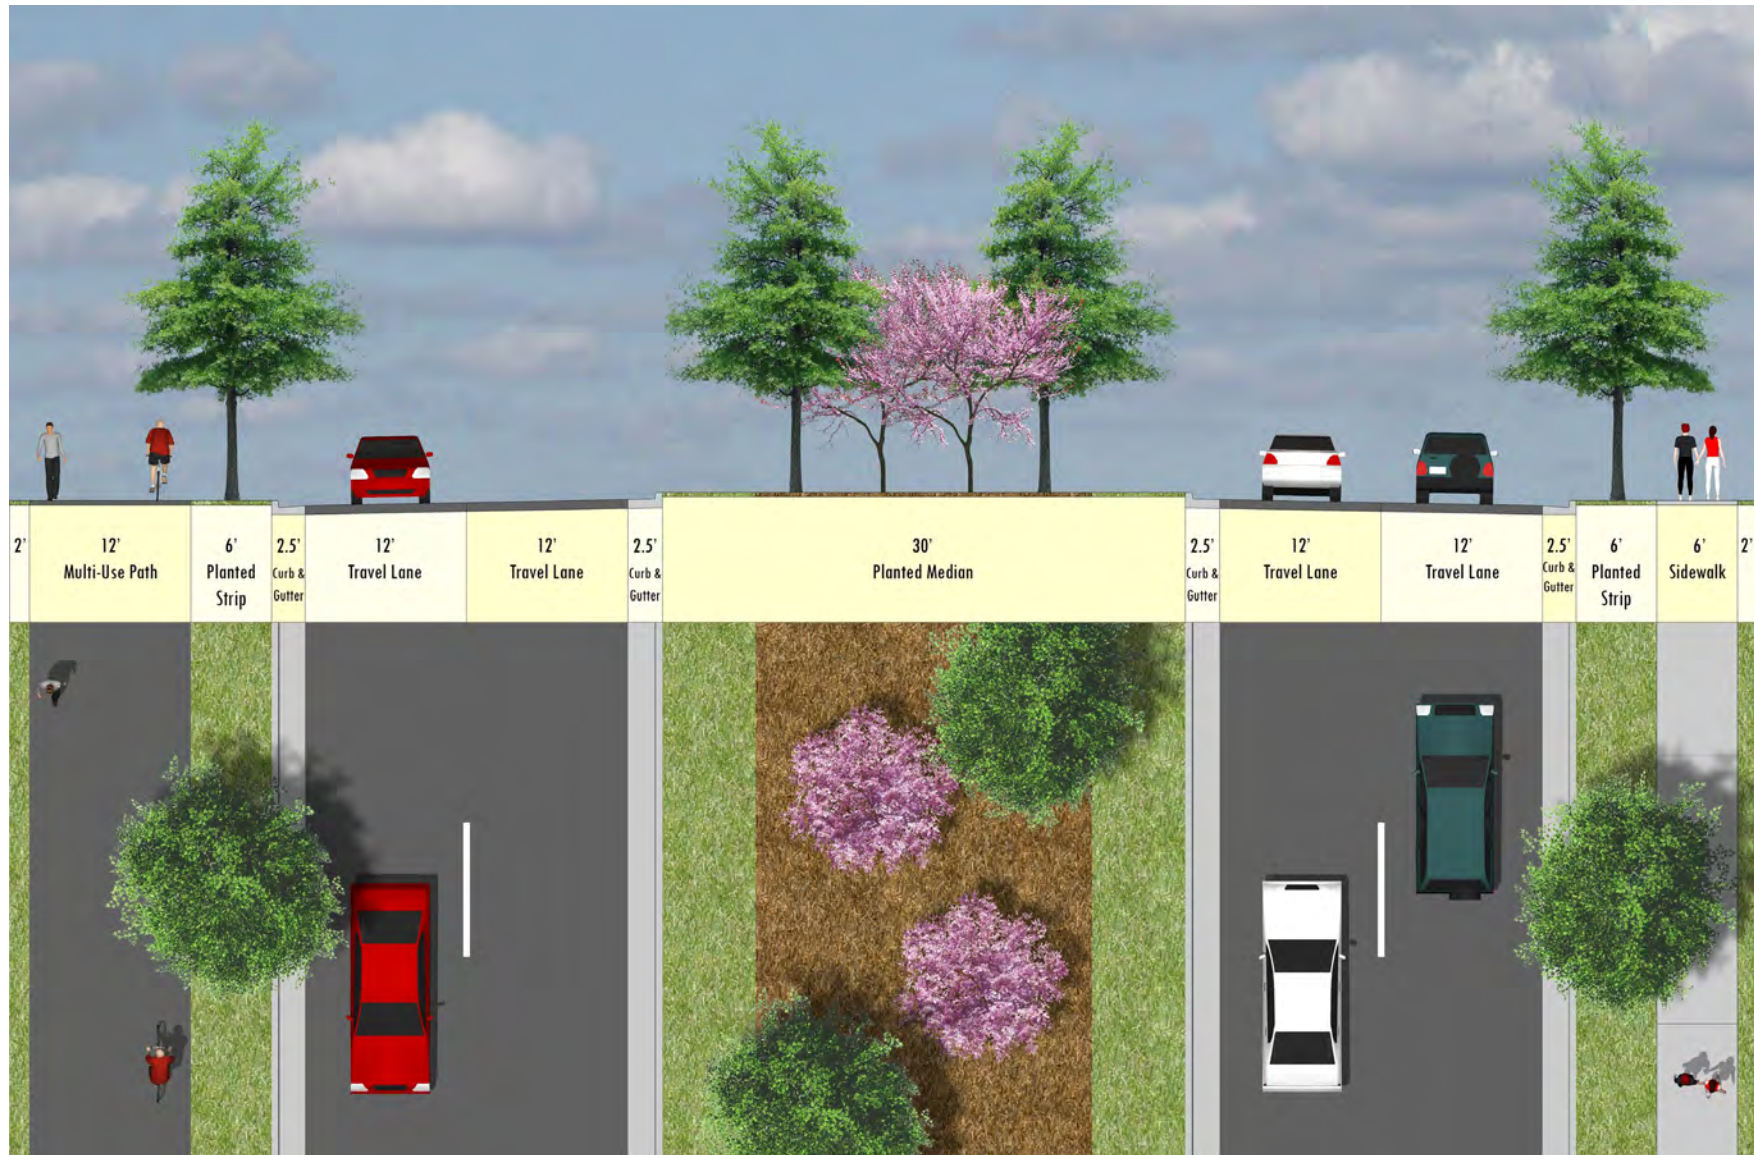 2'
12'
Multi-Use Path
6'
Planted
Strip
2.5'
Curb &
Gutter
12'
Travel Lane
12'
Travel Lane
2.5'
Curb &
Gutter
30'
Planted Median
2.5'
Curb &
Gutter
12'
Travel Lane
12'
Travel Lane
2.5'
Curb &
Gutter
6'
Planted
Strip
6'
Sidewalk
2'